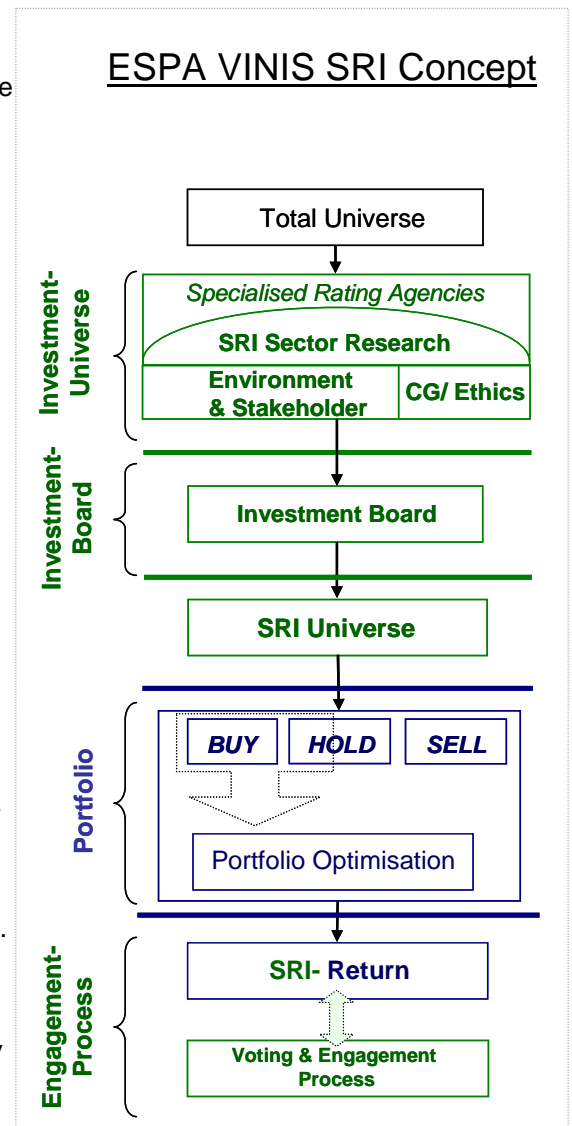 e
ESPA VINIS SRI Concept
Total Universe
Investment-
Universe
Specialised Rating Agencies
SRI Sector Research
Environment
& Stakeholder
CG/ Ethics
Investment-
Board
Investment Board
SRI Universe
Portfolio
BUY
HOLD
SELL
Portfolio Optimisation
.
Engagement-
Process
SRI- Return
Voting & Engagement
Process